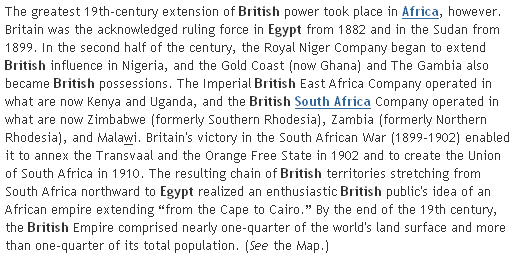 The greatest 19th-century extension of British power took place in Africa, however.
Britain was the acknowledged ruling force in Egypt from 1882 and in the Sudan from
1899. In the second half of the century, the Royal Niger Company began to extend
British influence in Nigeria, and the Gold Coast (now Ghana) and The Gambia also
became British possessions. The Imperial British East Africa Company operated in
what are now Kenya and Uganda, and the British South Africa Company operated in
what are now Zimbabwe (formerly Southern Rhodesia), Zambia (formerly Northern
Rhodesia), and Malawi. Britain's victory in the South African War (1899-1902) enabled
it to annex the Transvaal and the Orange Free State in 1902 and to create the Union
of South Africa in 1910. The resulting chain of British territories stretching from
South Africa northward to Egypt realized an enthusiastic British public's idea of an
African empire extending “from the Cape to Cairo.” By the end of the 19th century,
the British Empire comprised nearly one-quarter of the world's land surface and more
than one-quarter of its total population. (See the Map.)